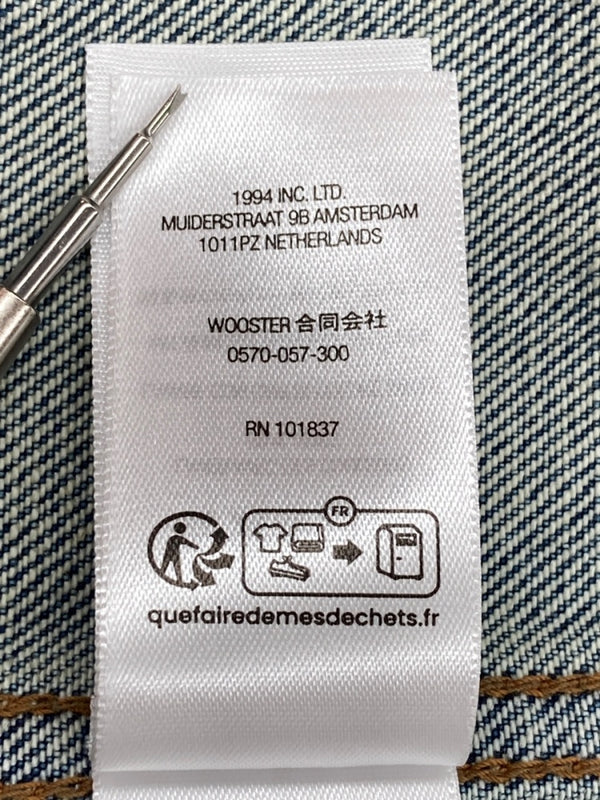 1994 INC. LTD.
MUIDERSTRAAT 9B AMSTERDAM
1011PZ NETHERLANDS
WOOSTER 合同会社
0570-057-300
RN 101837
FR
quefairedemesdechets.fr